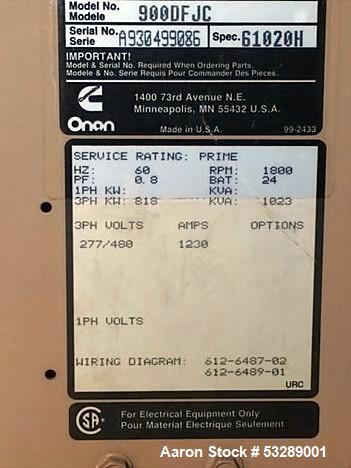 Model No. 900DFJC
Modele
Serial No. A930499086 Spec. 61020H
Serie
IMPORTANT!
Model & Serial No. Required When Ordering Parts.
Modele & No. Serie Requis Pour Commander Des Pieces.
Onan
1400 73rd Avenue N.E.
Minneapolis, MN 55432 U.S.A.
Made in U.S.A. 99-2433
SERVICE RATING: PRIME
HZ: 60 RPM: 1800
PF: 0.8 BAT: 24
1PH KW: KVA:
3PH KW: 818 KVA: 1023
3PH VOLTS AMPS OPTIONS
277/480 1230
1PH VOLTS
WIRING DIAGRAM: 612-6487-02
612-6489-01
URC
SA For Electrical Equipment Only
Pour Material Electrique Seulement
Aaron Stock # 53289001